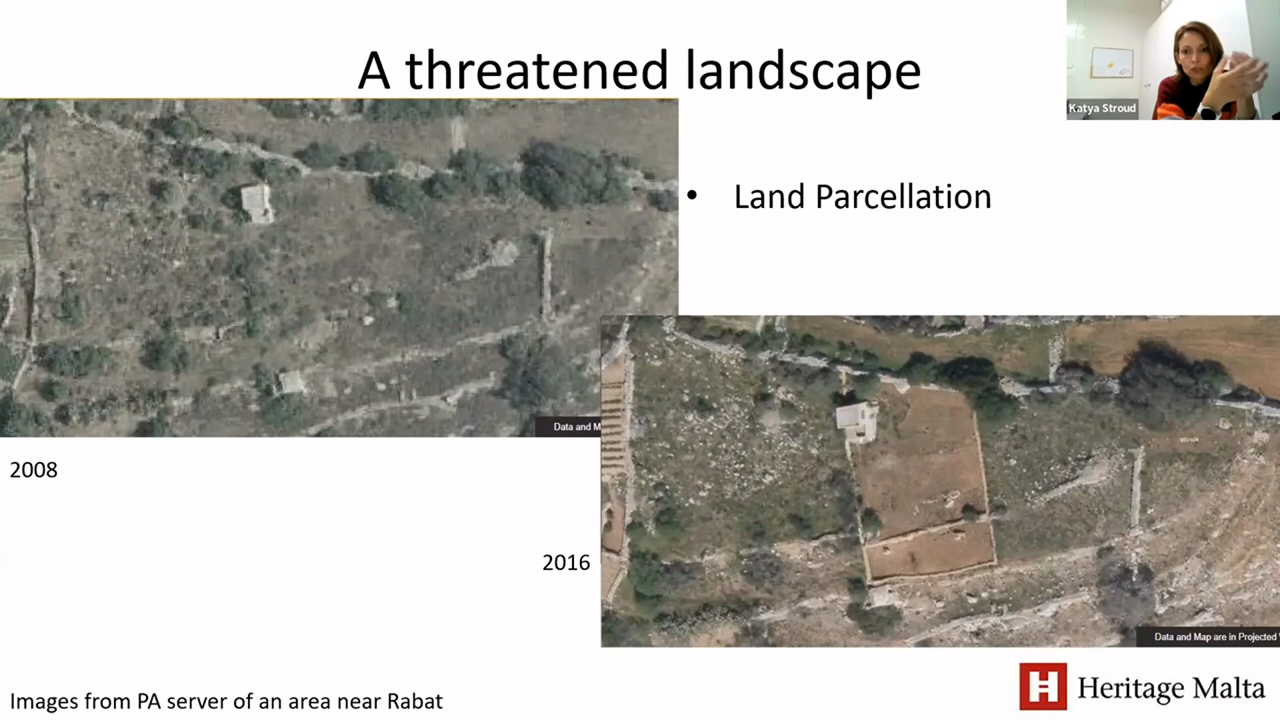 A threatened landscape
Katya Stroud
• Land Parcellation
Data and M
2008
2016
Data and Map are in Projected
Images from PA server of an area near Rabat
Heritage Malta